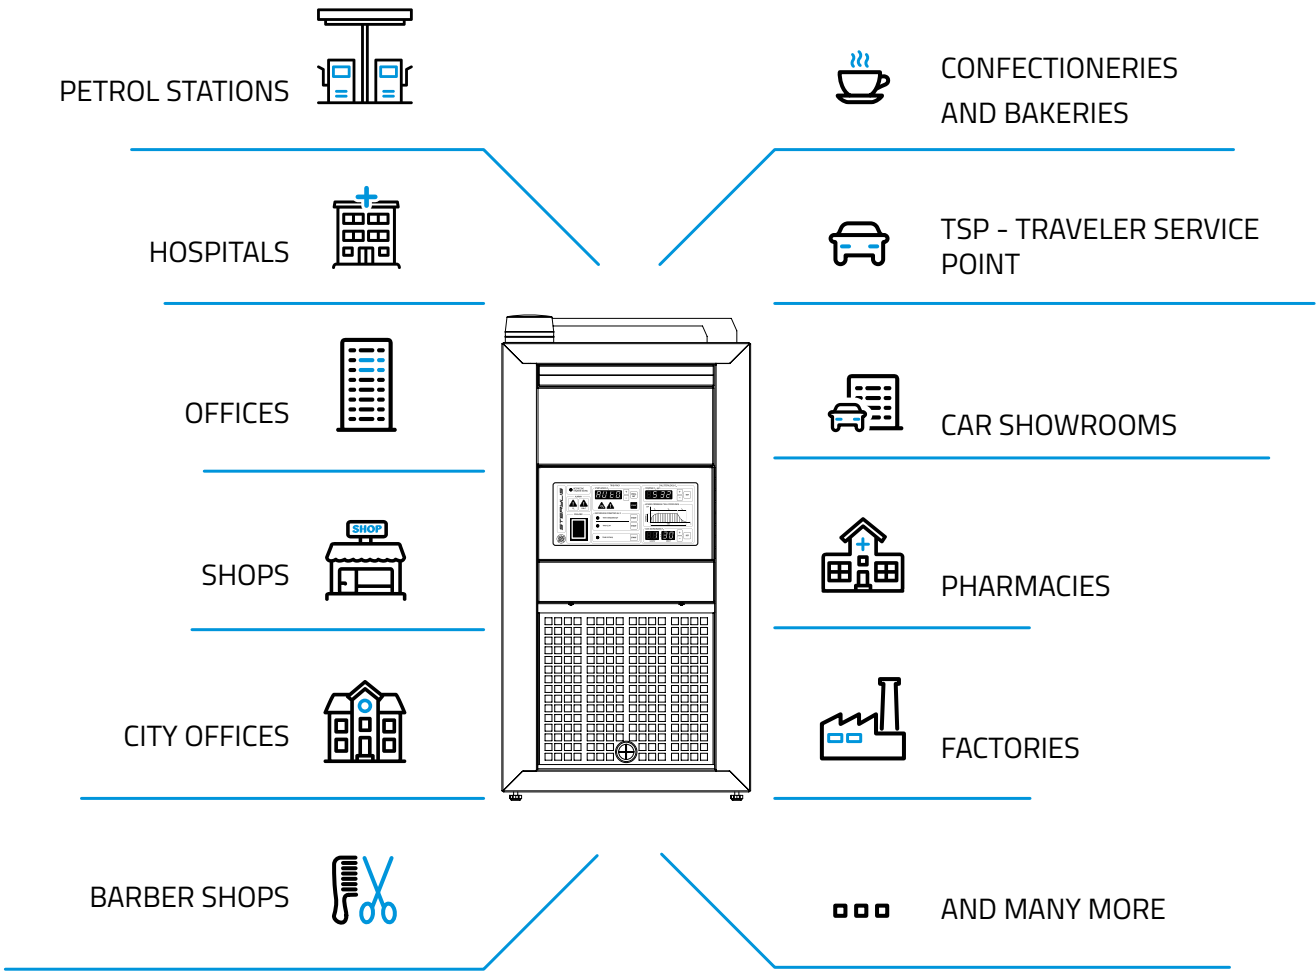 PETROL STATIONS
HOSPITALS
OFFICES
SHOP
SHOPS
CITY OFFICES
BARBER SHOPS
CONFECTIONERIES
AND BAKERIES
TSP - TRAVELER SERVICE
POINT
CAR SHOWROOMS
PHARMACIES
FACTORIES
AND MANY MORE